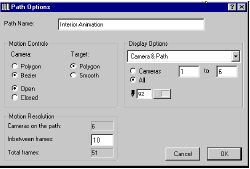 Path Options
Path Name: Interior Animation
Motion Controls
Camera: Target:
Polygon Polygon
Bezier Smooth
Open
Closed
Display Options
Camera & Path
Cameras: 1 to 6
All
92
Motion Resolution
Cameras on the path: 6
Inbetween frames: 10
Total frames: 51
Cancel OK